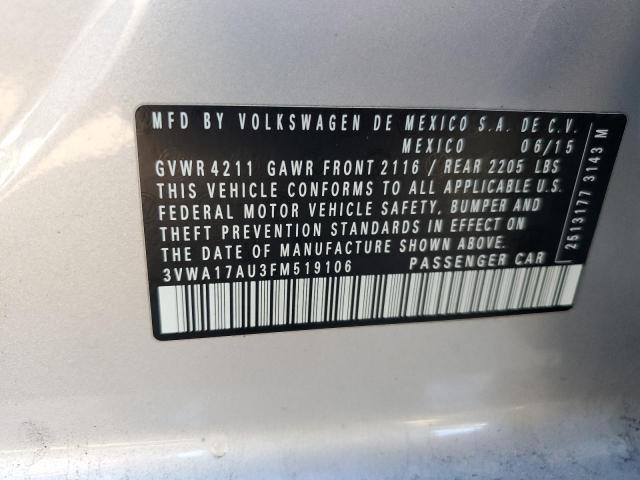 MFD BY VOLKSWAGEN DE MEXICO S.A. DE C.V.
MEXICO 06/15
GVWR 4211 GAWR FRONT 2116 / REAR 2205 LBS
THIS VEHICLE CONFORMS TO ALL APPLICABLE U.S.
FEDERAL MOTOR VEHICLE SAFETY, BUMPER AND
THEFT PREVENTION STANDARDS IN EFFECT ON
THE DATE OF MANUFACTURE SHOWN ABOVE.
3VWA17AU3FM519106 PASSENGER CAR
2513177 3143 M